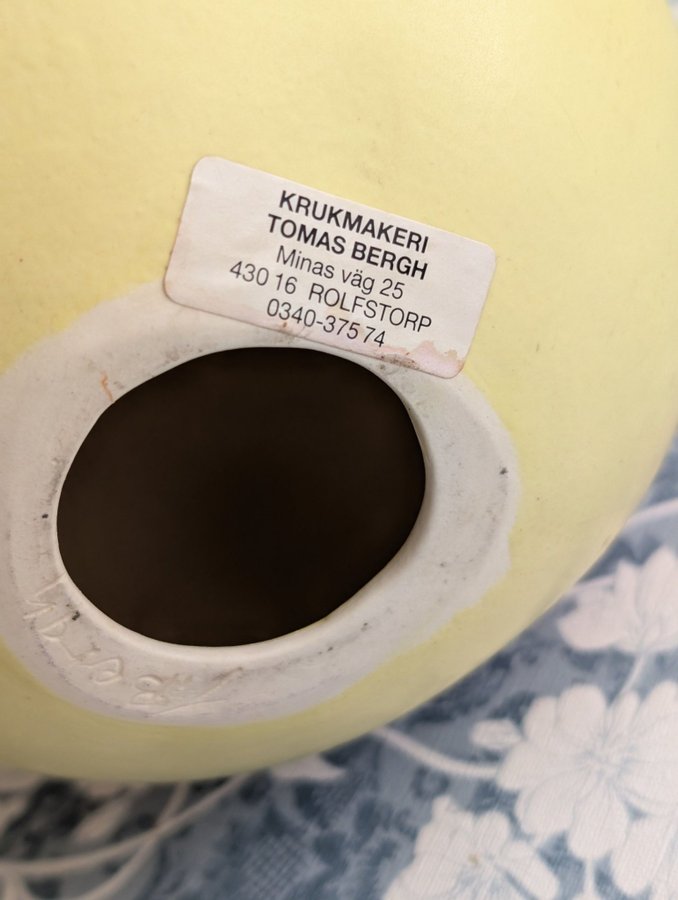 KRUKMAKERI
TOMAS BERGH
Minas väg 25
430 16 ROLFSTORP
0340-375 74